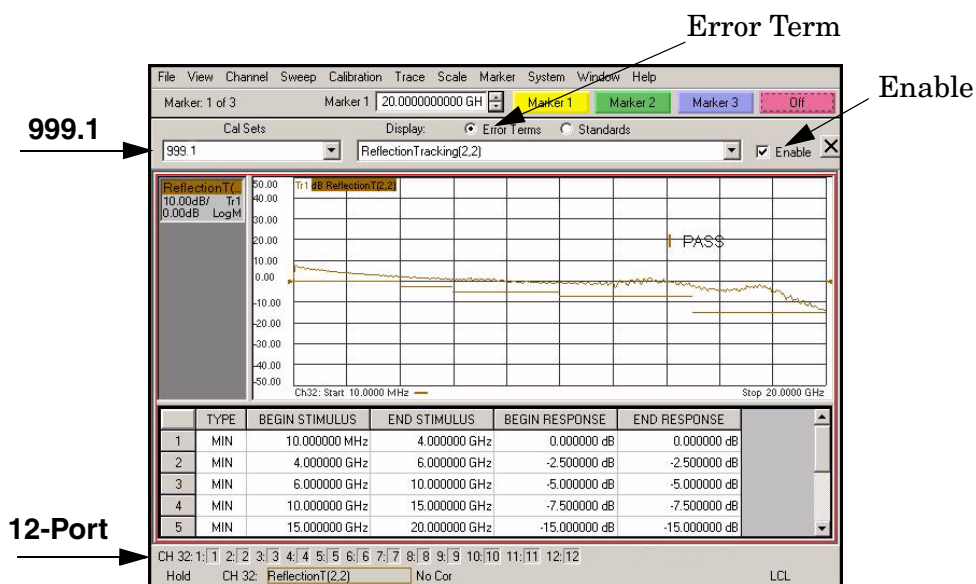 Error Term
Enable
999.1
12-Port
File View Channel Sweep Calibration Trace Scale Marker System Window Help
Marker: 1 of 3 Marker 1 20.0000000000 GH Marker 1 Marker 2 Marker 3 Off
Cal Sets Display: Error Terms Standards
999.1 ReflectionTracking(2,2) Enable
ReflectionT(...
10.00dB/ Tr1
0.00dB LogM
50.00
40.00
30.00
20.00
10.00
0.00
-10.00
-20.00
-30.00
-40.00
-50.00
Tr1 dB ReflectionT(2,2)
PASS
Ch32: Start 10.0000 MHz Stop 20.0000 GHz
TYPE BEGIN STIMULUS END STIMULUS BEGIN RESPONSE END RESPONSE
1 MIN 10.000000 MHz 4.000000 GHz 0.000000 dB 0.000000 dB
2 MIN 4.000000 GHz 6.000000 GHz -2.500000 dB -2.500000 dB
3 MIN 6.000000 GHz 10.000000 GHz -5.000000 dB -5.000000 dB
4 MIN 10.000000 GHz 15.000000 GHz -7.500000 dB -7.500000 dB
5 MIN 15.000000 GHz 20.000000 GHz -15.000000 dB -15.000000 dB
CH 32: 1: 1 2: 2 3: 3 4: 4 5: 5 6: 6 7: 7 8: 8 9: 9 10: 10 11: 11 12: 12
Hold CH 32: ReflectionT(2,2) No Cor LCL